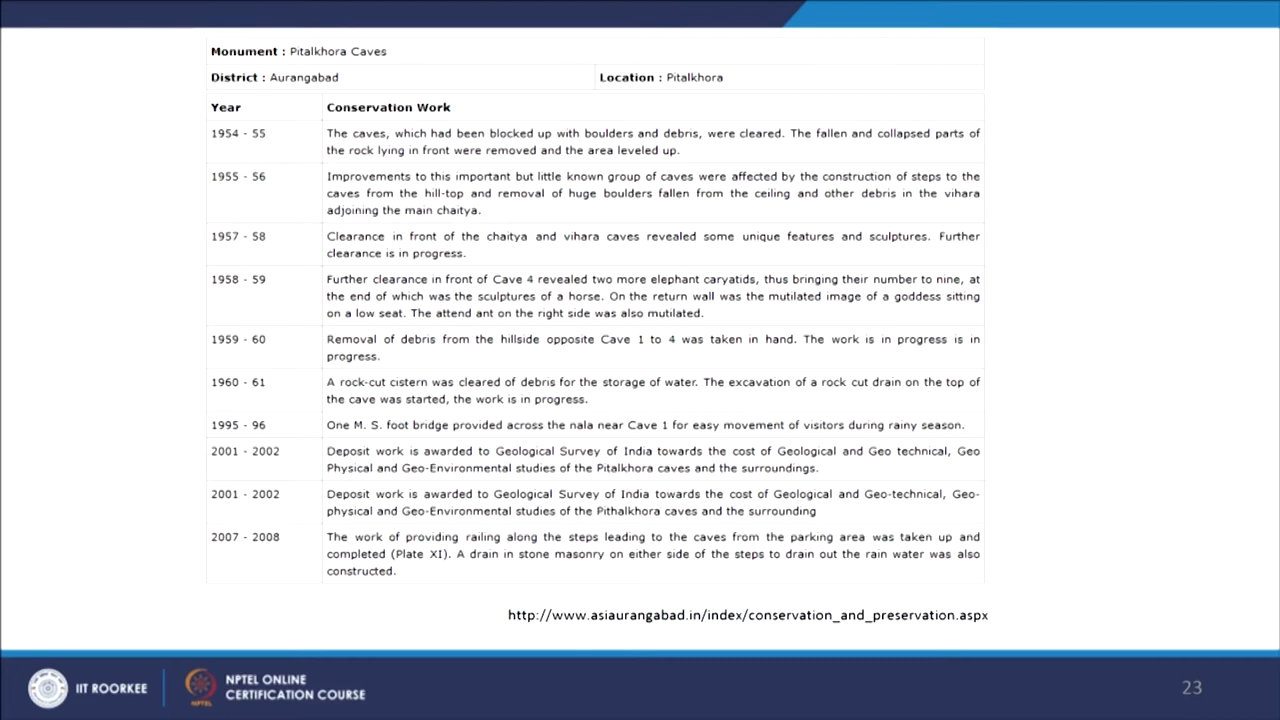 Monument : Pitalkhora Caves
District : Aurangabad
Location : Pitalkhora
Year
Conservation Work
1954 - 55
The caves, which had been blocked up with boulders and debris, were cleared. The fallen and collapsed parts of
the rock lying in front were removed and the area leveled up.
1955 - 56
Improvements to this important but little known group of caves were affected by the construction of steps to the
caves from the hill-top and removal of huge boulders fallen from the ceiling and other debris in the vihara
adjoining the main chaitya.
1957 - 58
Clearance in front of the chaitya and vihara caves revealed some unique features and sculptures. Further
clearance is in progress.
1958 - 59
Further clearance in front of Cave 4 revealed two more elephant caryatids, thus bringing their number to nine, at
the end of which was the sculptures of a horse. On the return wall was the mutilated image of a goddess sitting
on a low seat. The attend ant on the right side was also mutilated.
1959 - 60
Removal of debris from the hillside opposite Cave 1 to 4 was taken in hand. The work is in progress is in
progress.
1960 - 61
A rock-cut cistern was cleared of debris for the storage of water. The excavation of a rock cut drain on the top of
the cave was started, the work is in progress.
1995 - 96
One M. S. foot bridge provided across the nala near Cave 1 for easy movement of visitors during rainy season.
2001 - 2002
Deposit work is awarded to Geological Survey of India towards the cost of Geological and Geo technical, Geo
Physical and Geo-Environmental studies of the Pitalkhora caves and the surroundings.
2001 - 2002
Deposit work is awarded to Geological Survey of India towards the cost of Geological and Geo-technical, Geo-
physical and Geo-Environmental studies of the Pithalkhora caves and the surrounding
2007 - 2008
The work of providing railing along the steps leading to the caves from the parking area was taken up and
completed (Plate XI). A drain in stone masonry on either side of the steps to drain out the rain water was also
constructed.
http://www.asiaurangabad.in/index/conservation_and_preservation.aspx
IIT ROORKEE
NPTEL
NPTEL ONLINE
CERTIFICATION COURSE
23